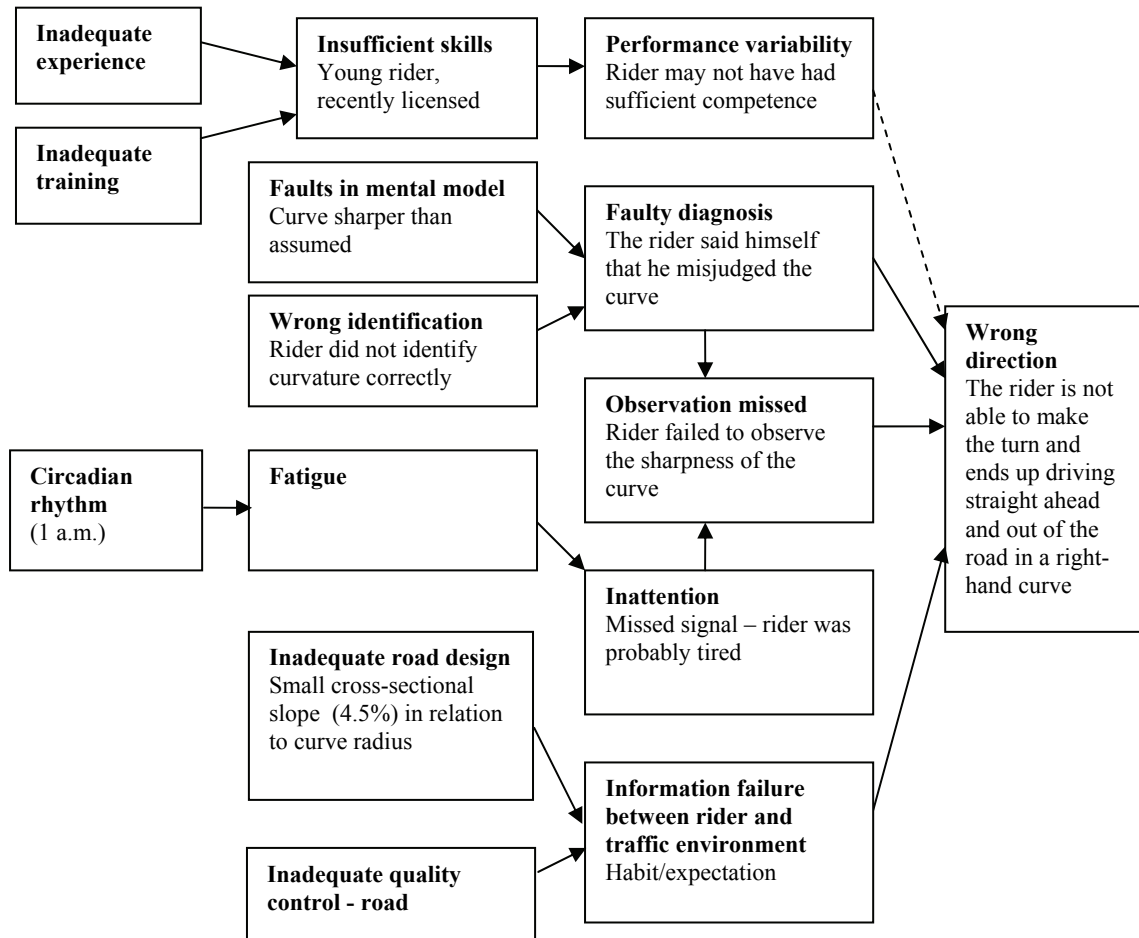 Inadequate
experience
Insufficient skills
Young rider,
recently licensed
Performance variability
Rider may not have had
sufficient competence
Inadequate
training
Faults in mental model
Curve sharper than
assumed
Faulty diagnosis
The rider said himself
that he misjudged the
curve
Wrong identification
Rider did not identify
curvature correctly
Wrong
direction
The rider is not
able to make
the turn and
ends up driving
straight ahead
and out of the
road in a right-
hand curve
Observation missed
Rider failed to observe
the sharpness of the
curve
Circadian
rhythm
(1 a.m.)
Fatigue
Inattention
Missed signal – rider was
probably tired
Inadequate road design
Small cross-sectional
slope (4.5%) in relation
to curve radius
Information failure
between rider and
traffic environment
Habit/expectation
Inadequate quality
control - road